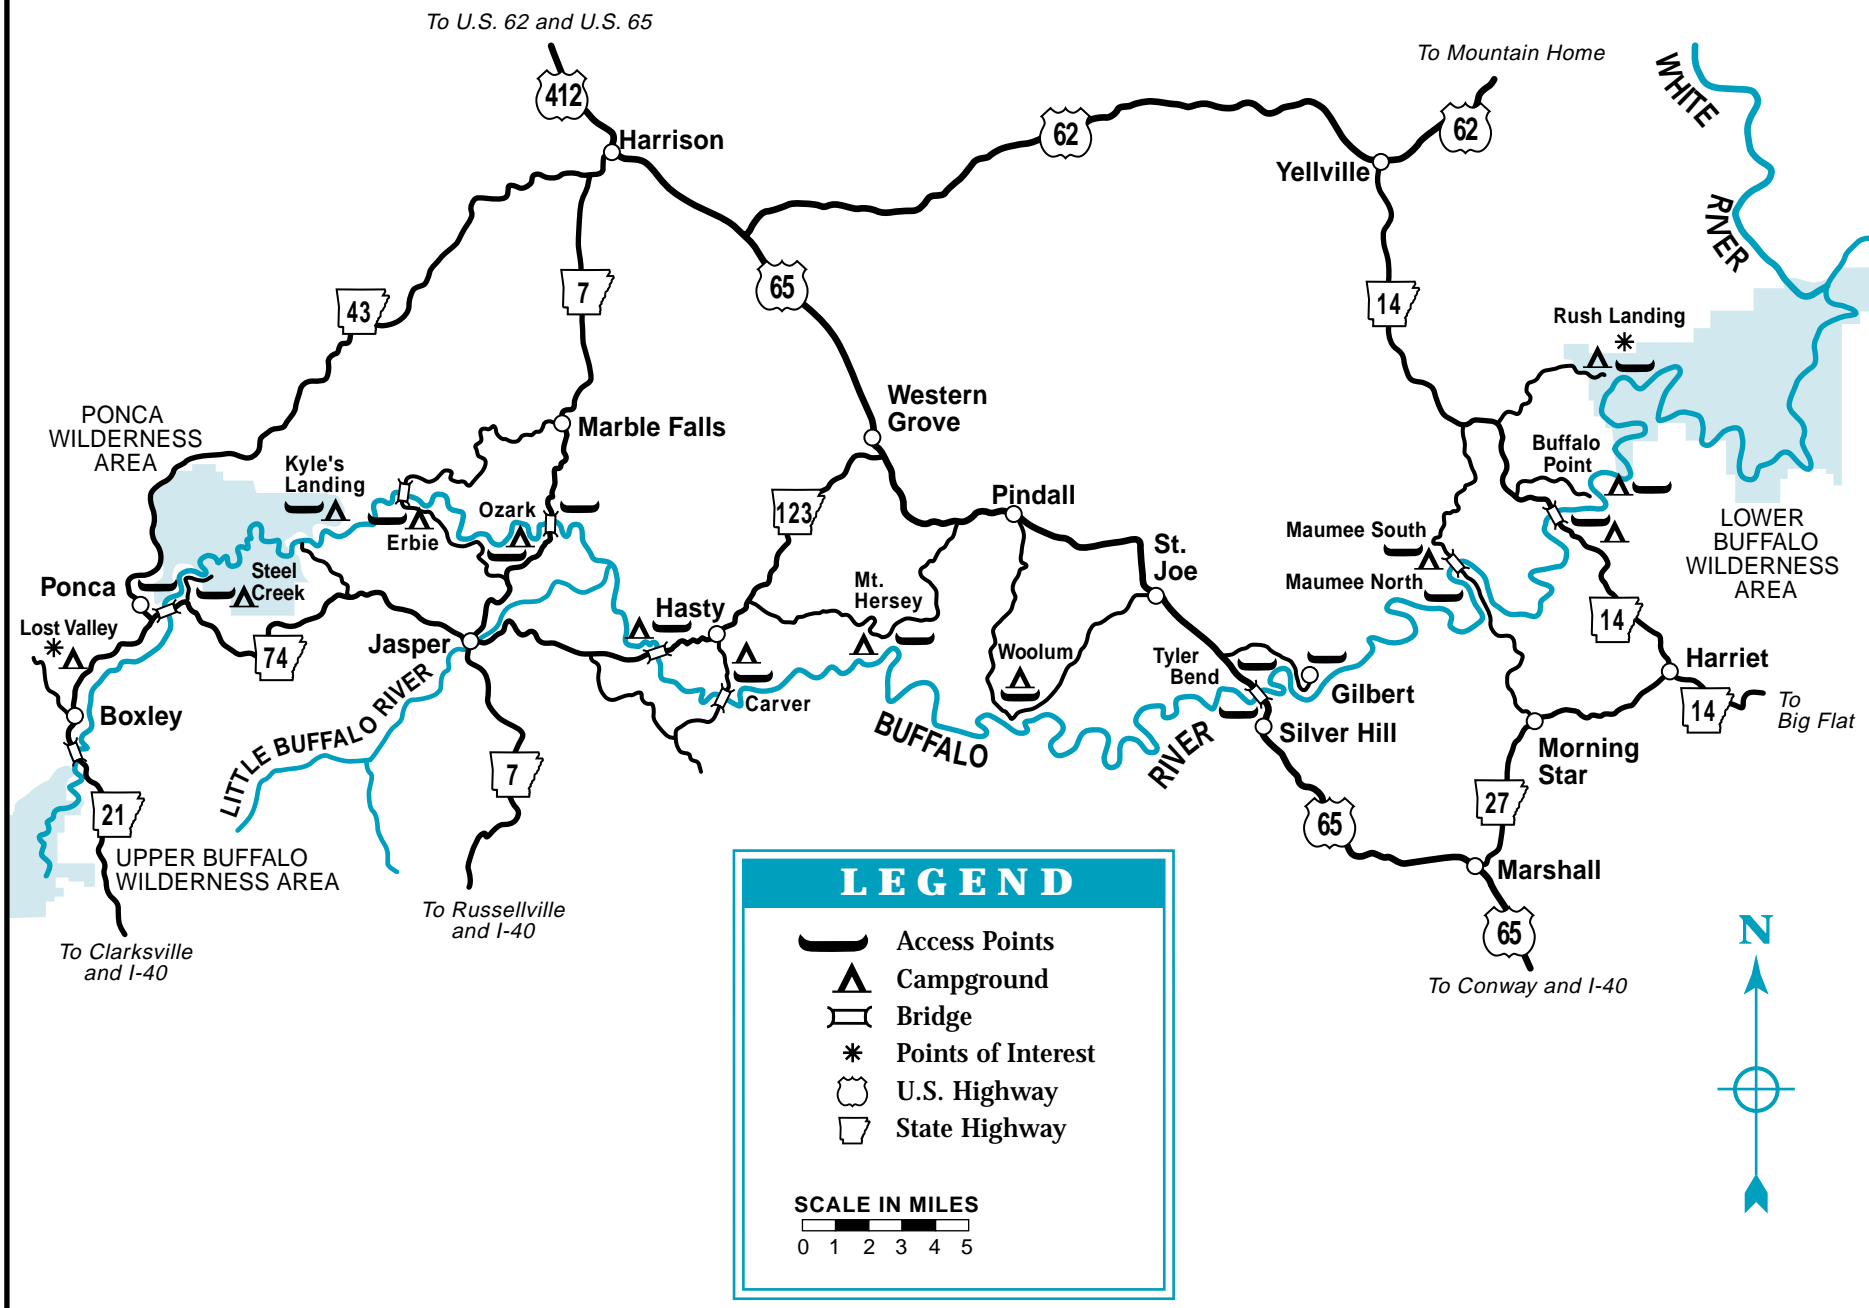 To U.S. 62 and U.S. 65
To Mountain Home
WHITE
RIVER
412
Harrison
62
62
Yellville
65
7
43
14
Rush Landing
Western
Grove
PONCA
WILDERNESS
AREA
Marble Falls
Kyle's
Landing
Buffalo
Point
Ozark
Erbie
123
Pindall
LOWER
BUFFALO
WILDERNESS
AREA
Maumee South
Maumee North
St.
Joe
Steel
Creek
Ponca
Mt.
Hersey
Hasty
Lost Valley
74
Jasper
Woolum
Tyler
Bend
14
Harriet
Gilbert
Carver
Boxley
LITTLE BUFFALO RIVER
BUFFALO
RIVER
Silver Hill
14
To
Big Flat
Morning
Star
7
21
27
65
UPPER BUFFALO
WILDERNESS AREA
Marshall
To Russellville
and I-40
To Clarksville
and I-40
65
To Conway and I-40
LEGEND
Access Points
Campground
Bridge
Points of Interest
U.S. Highway
State Highway
SCALE IN MILES
0 1 2 3 4 5
N